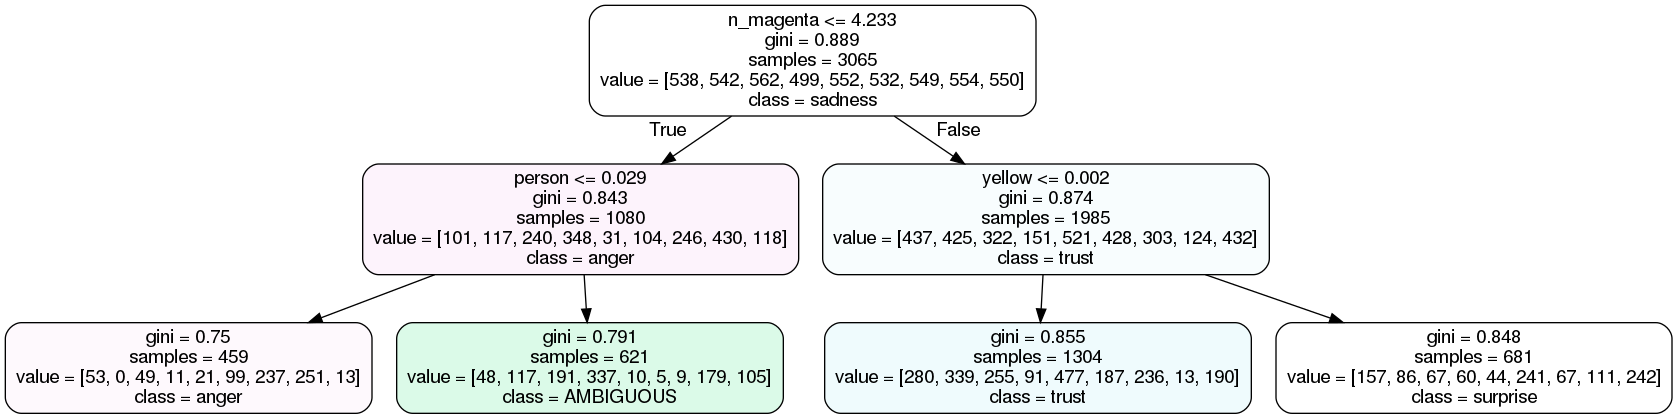 n_magenta <= 4.233
gini = 0.889
samples = 3065
value = [538, 542, 562, 499, 552, 532, 549, 554, 550]
class = sadness
True
False
person <= 0.029
gini = 0.843
samples = 1080
value = [101, 117, 240, 348, 31, 104, 246, 430, 118]
class = anger
yellow <= 0.002
gini = 0.874
samples = 1985
value = [437, 425, 322, 151, 521, 428, 303, 124, 432]
class = trust
gini = 0.75
samples = 459
value = [53, 0, 49, 11, 21, 99, 237, 251, 13]
class = anger
gini = 0.791
samples = 621
value = [48, 117, 191, 337, 10, 5, 9, 179, 105]
class = AMBIGUOUS
gini = 0.855
samples = 1304
value = [280, 339, 255, 91, 477, 187, 236, 13, 190]
class = trust
gini = 0.848
samples = 681
value = [157, 86, 67, 60, 44, 241, 67, 111, 242]
class = surprise